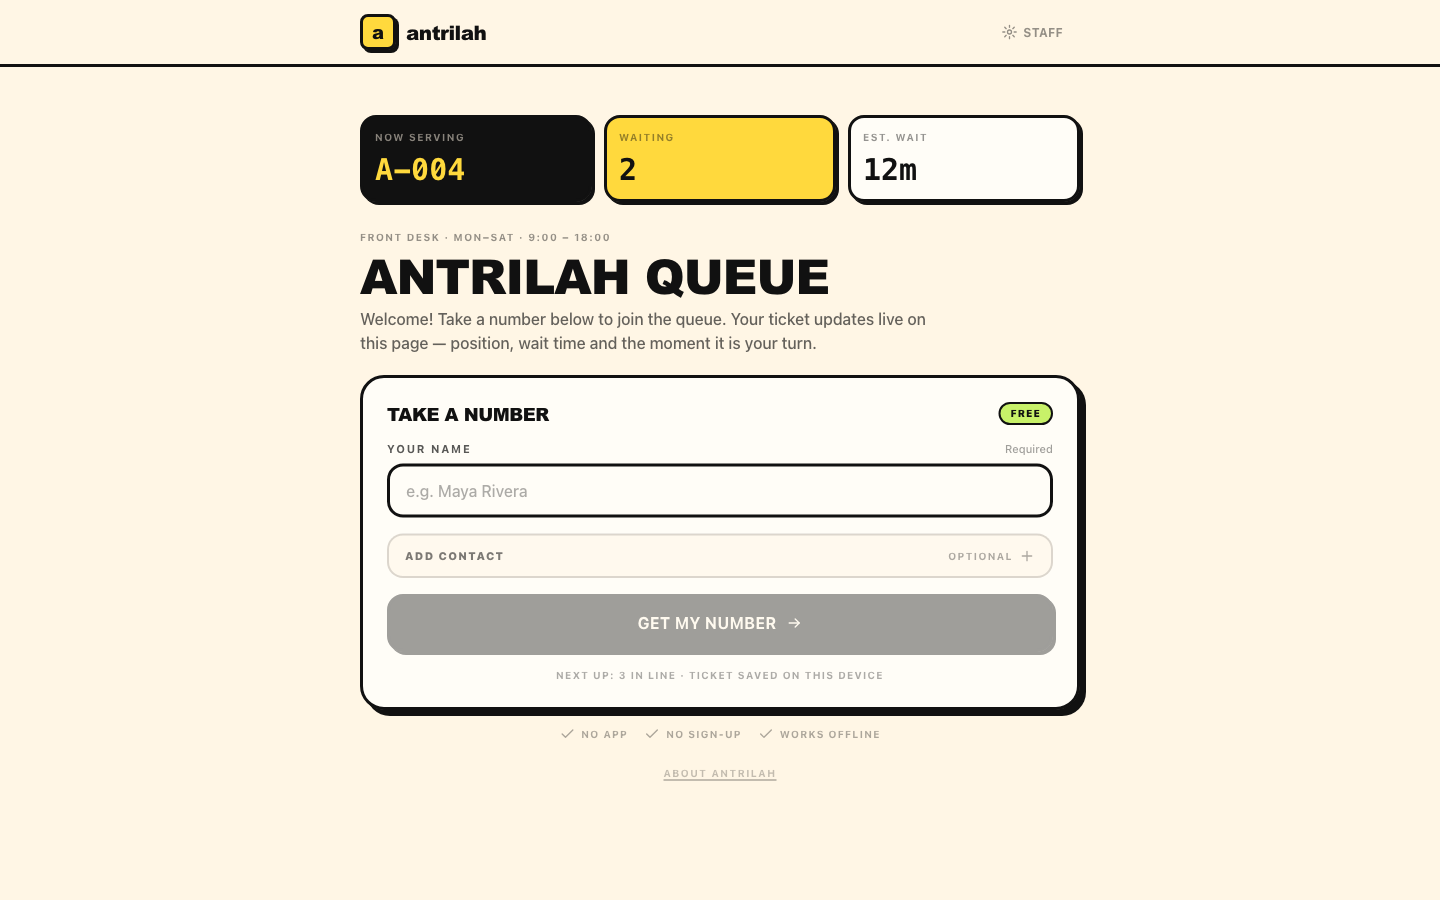 a antrilah
STAFF
NOW SERVING
A–004
WAITING
2
EST. WAIT
12m
FRONT DESK · MON–SAT · 9:00 – 18:00
ANTRILAH QUEUE
Welcome! Take a number below to join the queue. Your ticket updates live on
this page — position, wait time and the moment it is your turn.
TAKE A NUMBER
FREE
YOUR NAME
Required
e.g. Maya Rivera
ADD CONTACT
OPTIONAL +
GET MY NUMBER →
NEXT UP: 3 IN LINE · TICKET SAVED ON THIS DEVICE
NO APP
NO SIGN-UP
WORKS OFFLINE
ABOUT ANTRILAH